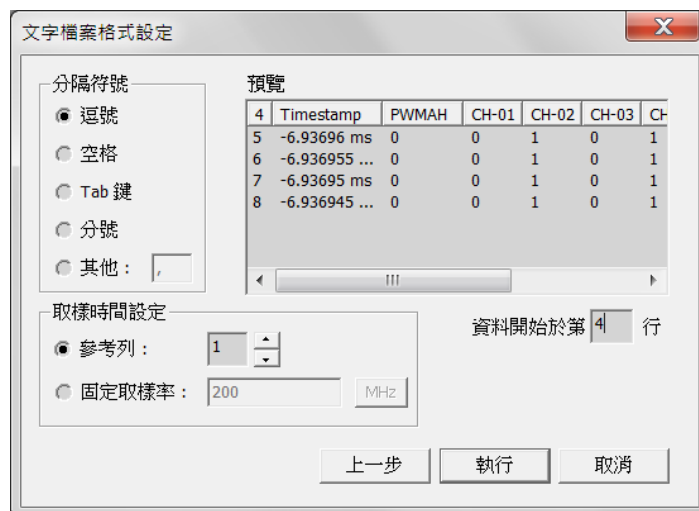 文字檔案格式設定
分隔符號
逗號
空格
Tab 鍵
分號
其他： ,
預覽
4 Timestamp PWMAH CH-01 CH-02 CH-03 CH
5 -6.93696 ms 0 0 1 0 1
6 -6.936955 ... 0 0 1 0 1
7 -6.93695 ms 0 0 1 0 1
8 -6.936945 ... 0 0 1 0 1
取樣時間設定
參考列： 1
固定取樣率： 200 MHz
資料開始於第 4 行
上一步 執行 取消